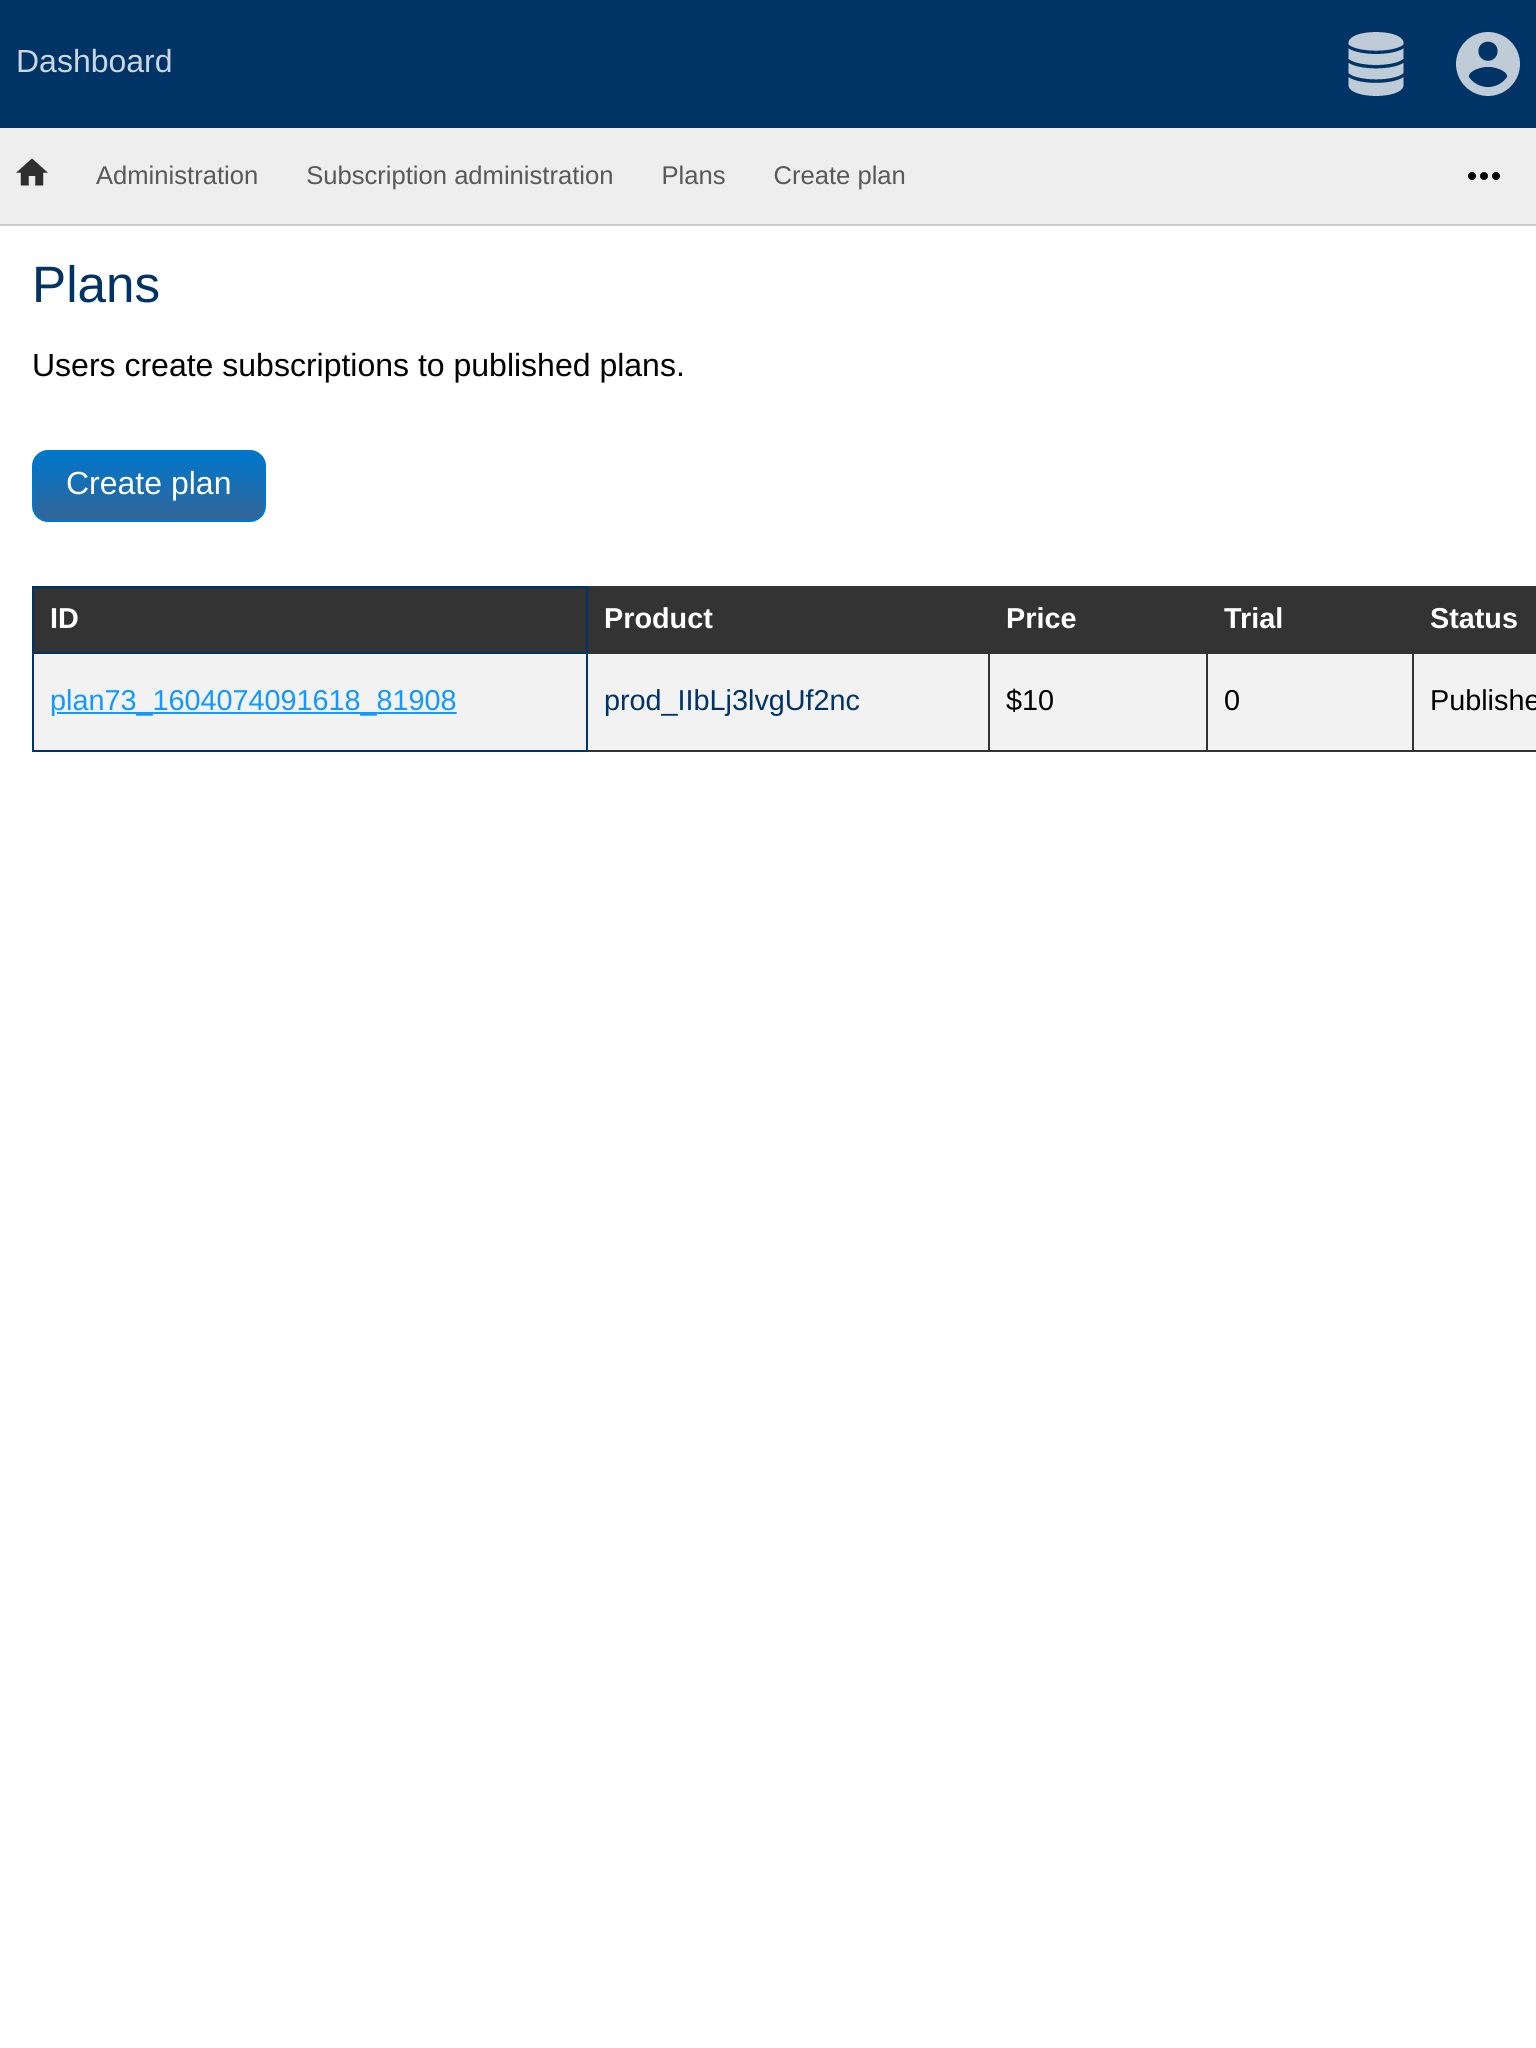 Dashboard
Administration Subscription administration Plans Create plan
Plans
Users create subscriptions to published plans.
Create plan
ID Product Price Trial Status
plan73_1604074091618_81908 prod_IIbLj3lvgUf2nc $10 0 Publishe